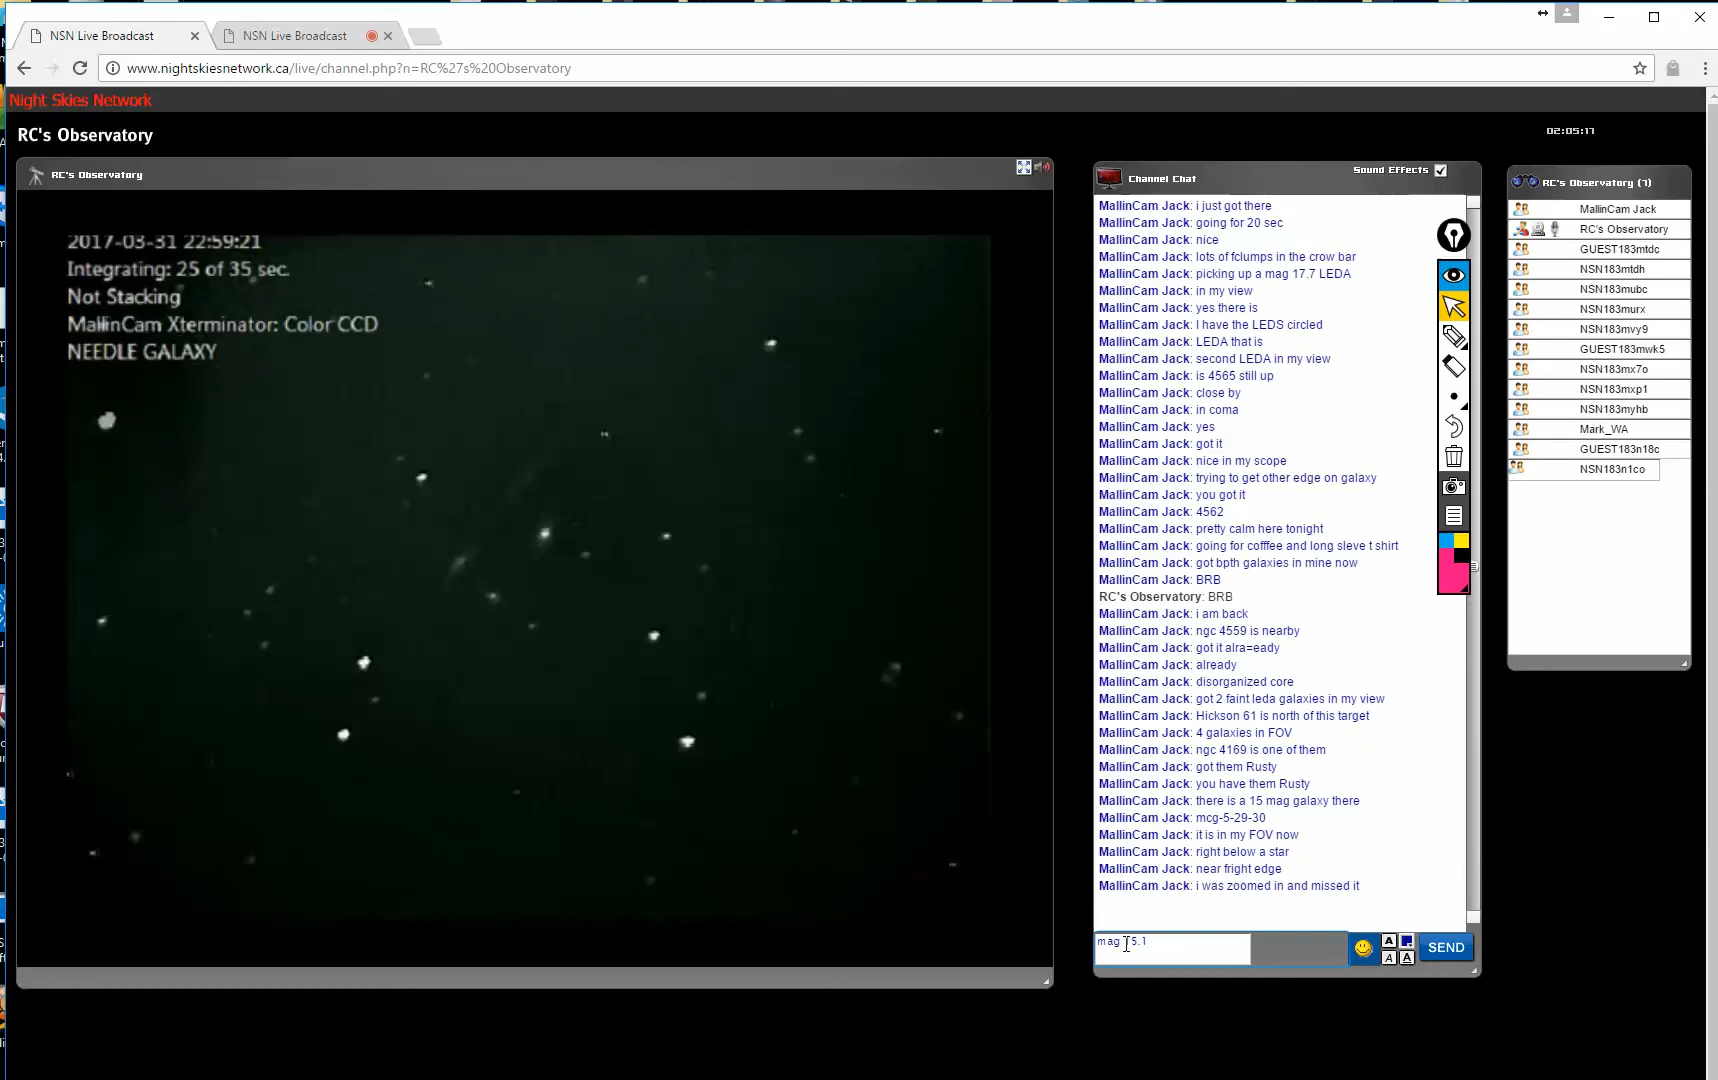 NSN Live Broadcast
NSN Live Broadcast
www.nightskiesnetwork.ca/live/channel.php?n=RC%27s%20Observatory
Night Skies Network
RC's Observatory
02:05:17
RC's Observatory
2017-03-31 22:59:21
Integrating: 25 of 35 sec.
Not Stacking
MallinCam Xterminator: Color CCD
NEEDLE GALAXY
Channel Chat
Sound Effects
MallinCam Jack: i just got there
MallinCam Jack: going for 20 sec
MallinCam Jack: nice
MallinCam Jack: lots of fclumps in the crow bar
MallinCam Jack: picking up a mag 17.7 LEDA
MallinCam Jack: in my view
MallinCam Jack: yes there is
MallinCam Jack: I have the LEDS circled
MallinCam Jack: LEDA that is
MallinCam Jack: second LEDA in my view
MallinCam Jack: is 4565 still up
MallinCam Jack: close by
MallinCam Jack: in coma
MallinCam Jack: yes
MallinCam Jack: got it
MallinCam Jack: nice in my scope
MallinCam Jack: trying to get other edge on galaxy
MallinCam Jack: you got it
MallinCam Jack: 4562
MallinCam Jack: pretty calm here tonight
MallinCam Jack: going for cofffee and long sleve t shirt
MallinCam Jack: got bpth galaxies in mine now
MallinCam Jack: BRB
RC's Observatory: BRB
MallinCam Jack: i am back
MallinCam Jack: ngc 4559 is nearby
MallinCam Jack: got it alra=eady
MallinCam Jack: already
MallinCam Jack: disorganized core
MallinCam Jack: got 2 faint leda galaxies in my view
MallinCam Jack: Hickson 61 is north of this target
MallinCam Jack: 4 galaxies in FOV
MallinCam Jack: ngc 4169 is one of them
MallinCam Jack: got them Rusty
MallinCam Jack: you have them Rusty
MallinCam Jack: there is a 15 mag galaxy there
MallinCam Jack: mcg-5-29-30
MallinCam Jack: it is in my FOV now
MallinCam Jack: right below a star
MallinCam Jack: near fright edge
MallinCam Jack: i was zoomed in and missed it
mag 15.1
A
A
A
SEND
RC's Observatory (7)
MallinCam Jack
RC's Observatory
GUEST183mtdc
NSN183mtdh
NSN183mubc
NSN183murx
NSN183mvy9
GUEST183mwk5
NSN183mx7o
NSN183mxp1
NSN183myhb
Mark_WA
GUEST183n18c
NSN183n1co